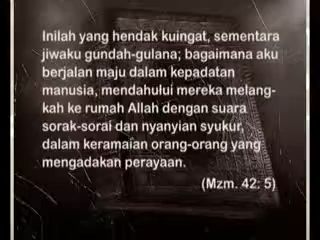 Inilah yang hendak kuingat, sementara
jiwaku gundah-gulana; bagaimana aku
berjalan maju dalam kepadatan
manusia, mendahului mereka melang-
kah ke rumah Allah dengan suara
sorak-sorai dan nyanyian syukur,
dalam keramaian orang-orang yang
mengadakan perayaan.
(Mzm. 42: 5)